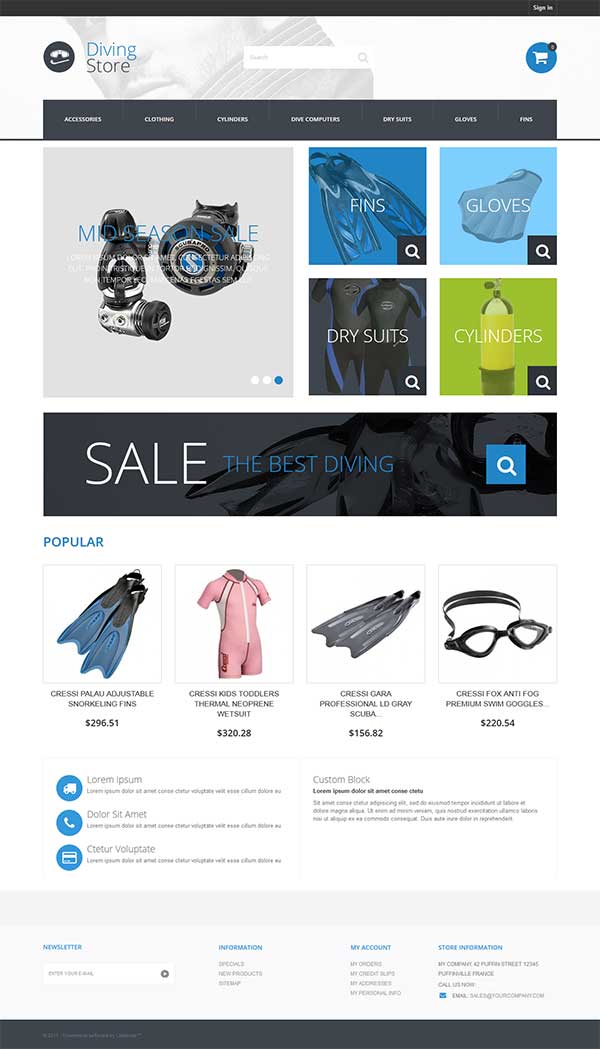 Sign in
Diving
Store
Search
0
ACCESSORIES
CLOTHING
CYLINDERS
DIVE COMPUTERS
DRY SUITS
GLOVES
FINS
MID SEASON SALE
LOREM IPSUM DOLOR SIT AMET, CONSECTETUR ADIPISCING
FINS
GLOVES
DRY SUITS
CYLINDERS
SALE
THE BEST DIVING
POPULAR
CRESSI PALAU ADJUSTABLE
SNORKELING FINS
$296.51
CRESSI KIDS TODDLERS
THERMAL NEOPRENE
WETSUIT
$320.28
CRESSI GARA
PROFESSIONAL LD GRAY
SCUBA...
$156.82
CRESSI FOX ANTI FOG
PREMIUM SWIM GOGGLES...
$220.54
Lorem ipsum
Lorem ipsum dolor sit amet conse ctetur voluptate velit esse cillum dolore eu
Dolor Sit Amet
Lorem ipsum dolor sit amet conse ctetur voluptate velit esse cillum dolore eu
Ctetur Voluptate
Lorem ipsum dolor sit amet conse ctetur voluptate velit esse cillum dolore eu
Custom Block
Lorem ipsum dolor sit amet conse ctetu
Sit amet conse ctetur adipisicing elit, sed do eiusmod tempor incididunt ut labore et
dolore magna aliqua. Ut enim ad minim veniam, quis nostrud exercitation ullamco laboris
nisi ut aliquip ex ea commodo consequat. Duis aute irure dolor in reprehenderit.
NEWSLETTER
ENTER YOUR E-MAIL
INFORMATION
SPECIALS
NEW PRODUCTS
SITEMAP
MY ACCOUNT
MY ORDERS
MY CREDIT SLIPS
MY ADDRESSES
MY PERSONAL INFO
STORE INFORMATION
MY COMPANY, 42 PUFFIN STREET 12345
PUFFINVILLE FRANCE
CALL US NOW:
EMAIL: SALES@YOURCOMPANY.COM